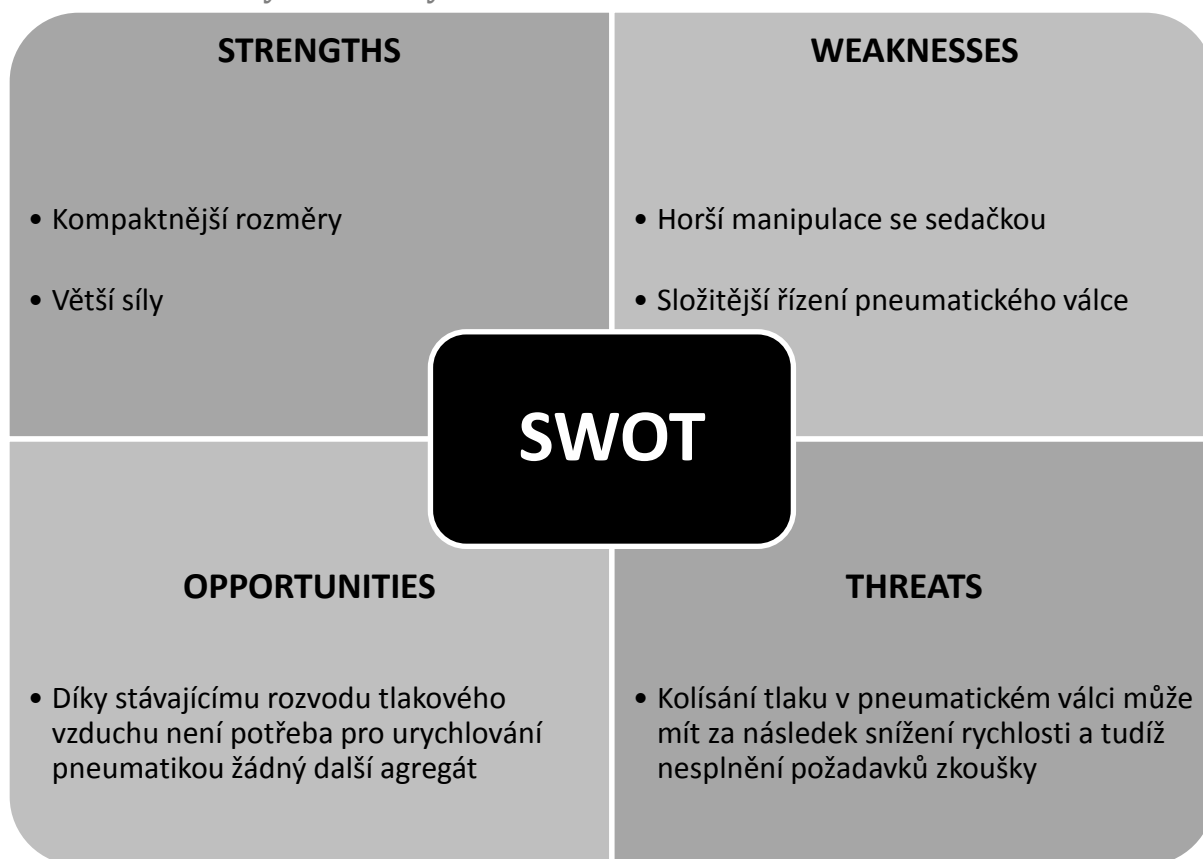 STRENGTHS
• Kompaktnější rozměry
• Větší síly
WEAKNESSES
• Horší manipulace se sedačkou
• Složitější řízení pneumatického válce
SWOT
OPPORTUNITIES
• Díky stávajícímu rozvodu tlakového
vzduchu není potřeba pro urychlování
pneumatikou žádný další agregát
THREATS
• Kolísání tlaku v pneumatickém válci může
mít za následek snížení rychlosti a tudíž
nesplnění požadavků zkoušky